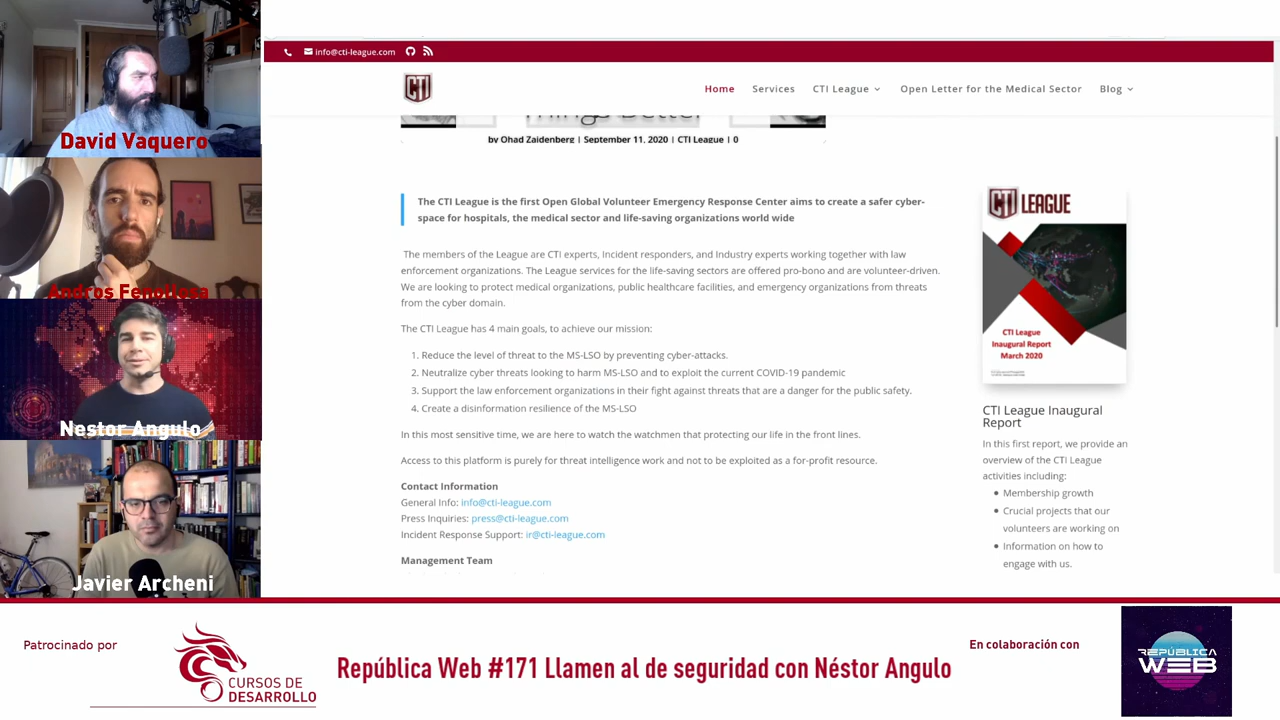 David Vaquero
Andros Fenollosa
Nestor Angulo
Javier Archeni
info@cti-league.com
CTI
Home
Services
CTI League
Open Letter for the Medical Sector
Blog
Things Better
by Ohad Zaidenberg | September 11, 2020 | CTI League | 0
The CTI League is the first Open Global Volunteer Emergency Response Center aims to create a safer cyber-
space for hospitals, the medical sector and life-saving organizations world wide
The members of the League are CTI experts, Incident responders, and Industry experts working together with law
enforcement organizations. The League services for the life-saving sectors are offered pro-bono and are volunteer-driven.
We are looking to protect medical organizations, public healthcare facilities, and emergency organizations from threats
from the cyber domain.
The CTI League has 4 main goals, to achieve our mission:
1. Reduce the level of threat to the MS-LSO by preventing cyber-attacks.
2. Neutralize cyber threats looking to harm MS-LSO and to exploit the current COVID-19 pandemic
3. Support the law enforcement organizations in their fight against threats that are a danger for the public safety.
4. Create a disinformation resilience of the MS-LSO
In this most sensitive time, we are here to watch the watchmen that protecting our life in the front lines.
Access to this platform is purely for threat intelligence work and not to be exploited as a for-profit resource.
Contact Information
General Info: info@cti-league.com
Press Inquiries: press@cti-league.com
Incident Response Support: ir@cti-league.com
Management Team
CTI LEAGUE
CTI League
Inaugural Report
March 2020
CTI League Inaugural
Report
In this first report, we provide an
overview of the CTI League
activities including:
Membership growth
Crucial projects that our
volunteers are working on
Information on how to
engage with us.
Patrocinado por
CURSOS DE
DESARROLLO
República Web #171 Llamen al de seguridad con Néstor Angulo
En colaboración con
REPÚBLICA
WEB